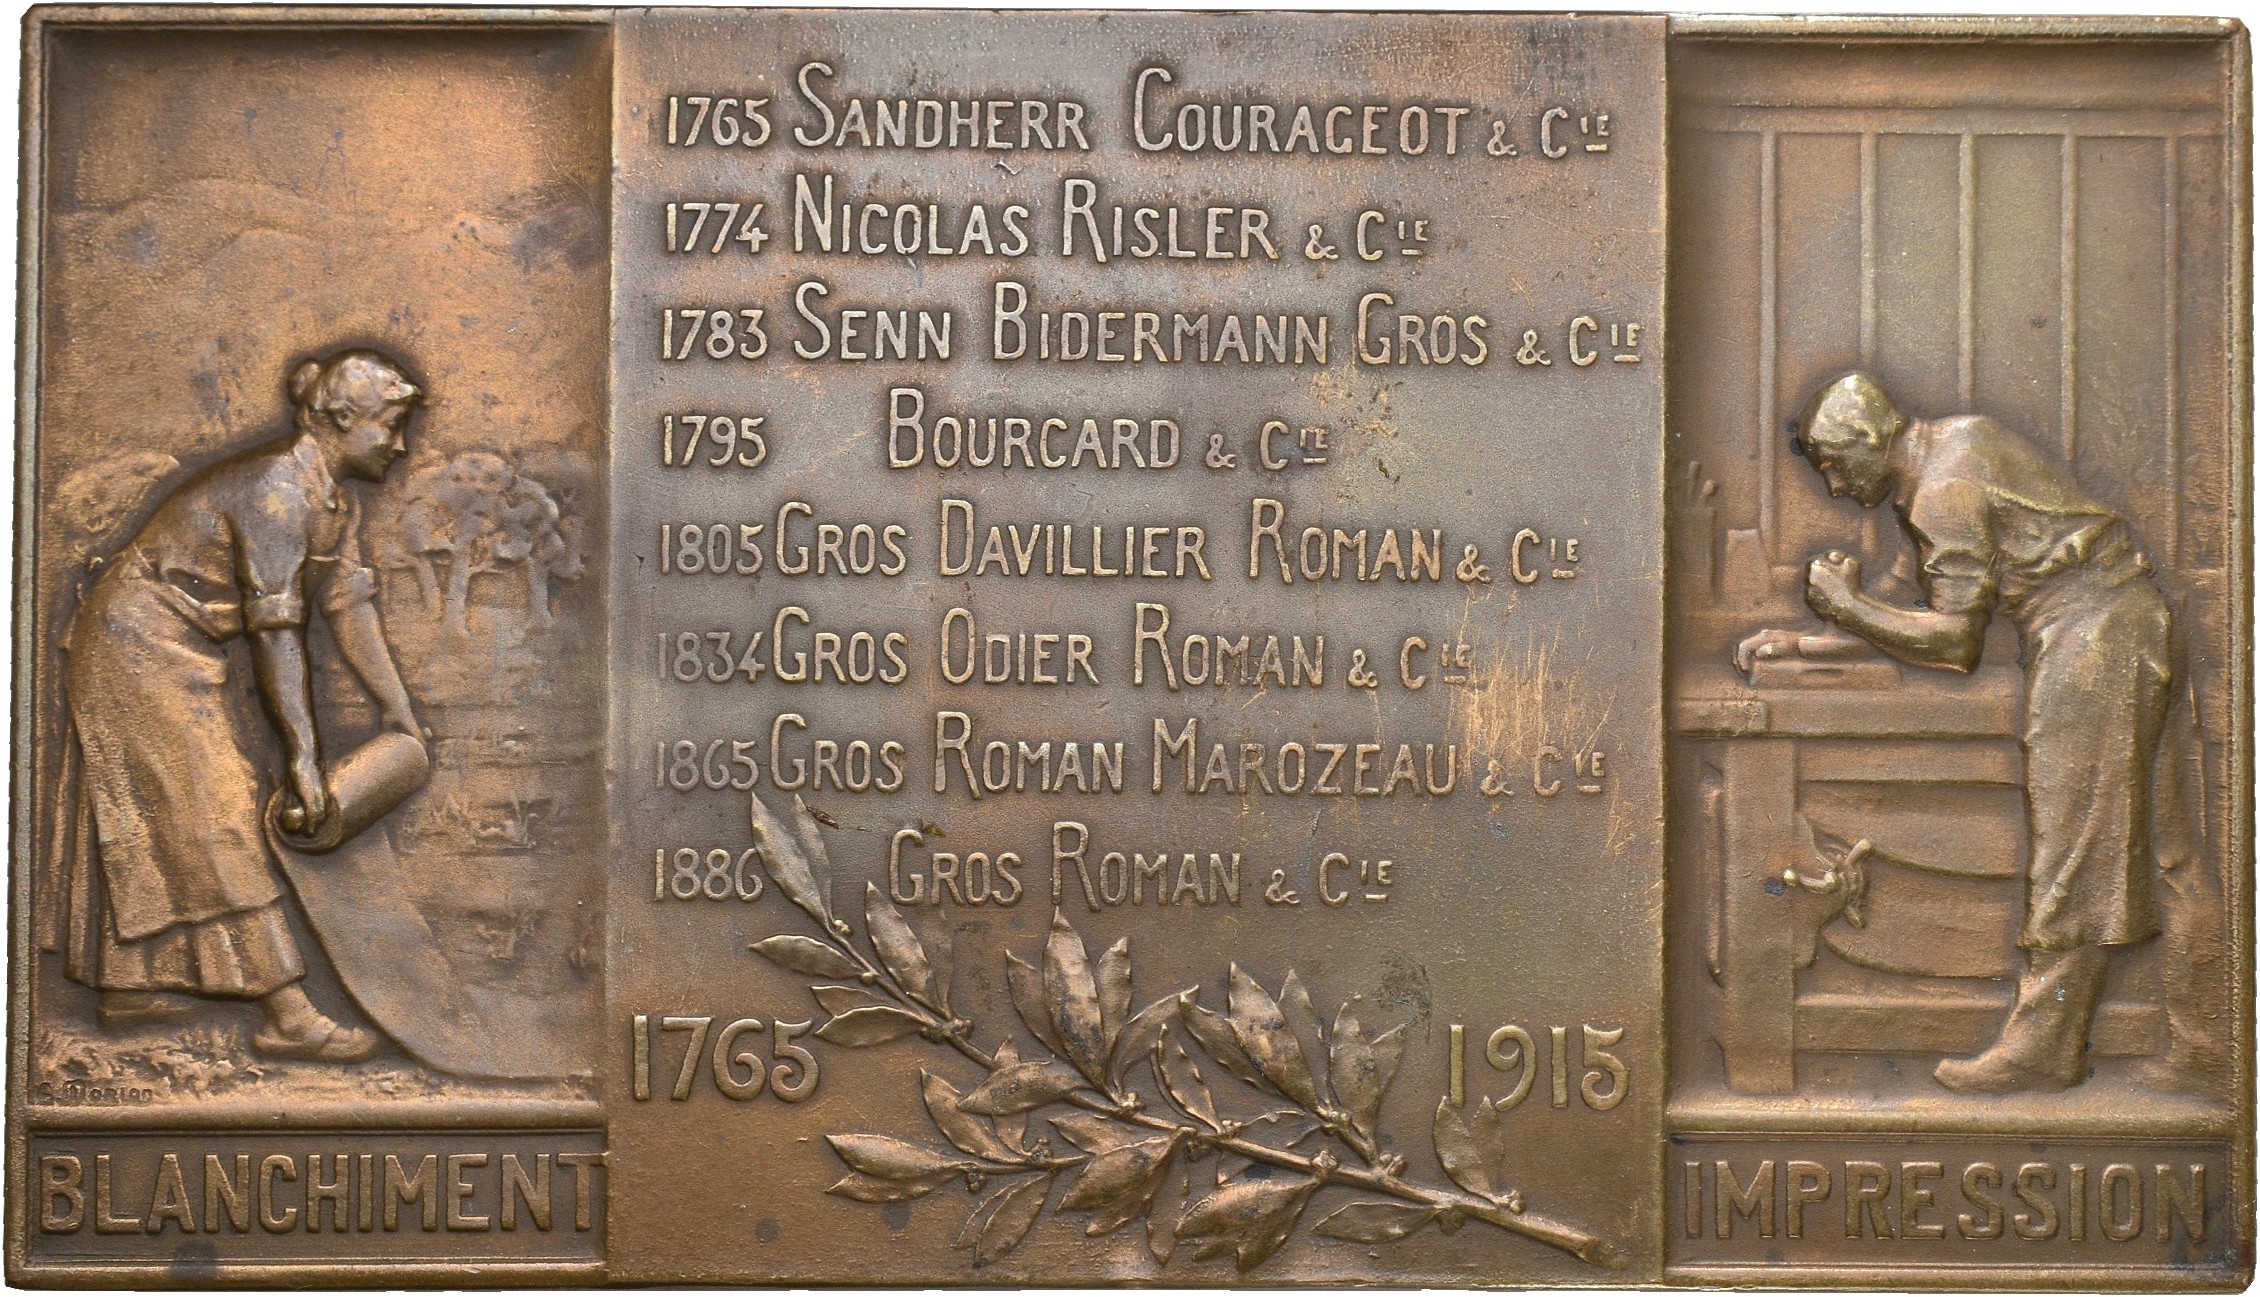 1765 SANDHERR COURAGEOT & CIE
1774 NICOLAS RISLER & CIE
1783 SENN BIDERMANN GROS & CIE
1795 BOURCARD & CIE
1805 GROS DAVILLIER ROMAN & CIE
1834 GROS ODIER ROMAN & CIE
1865 GROS ROMAN MAROZEAU & CIE
1886 GROS ROMAN & CIE
1765 1915
BLANCHIMENT
IMPRESSION